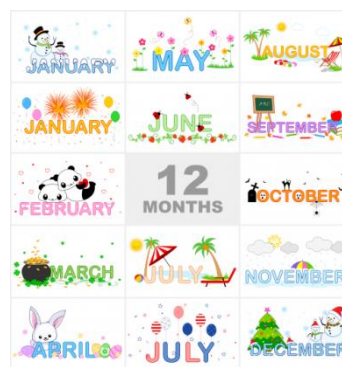 JANUARY
MAY
AUGUST
JANUARY
JUNE
SEPTEMBER
FEBRUARY
12
MONTHS
OCTOBER
MARCH
JULY
NOVEMBER
APRIL
JULY
DECEMBER